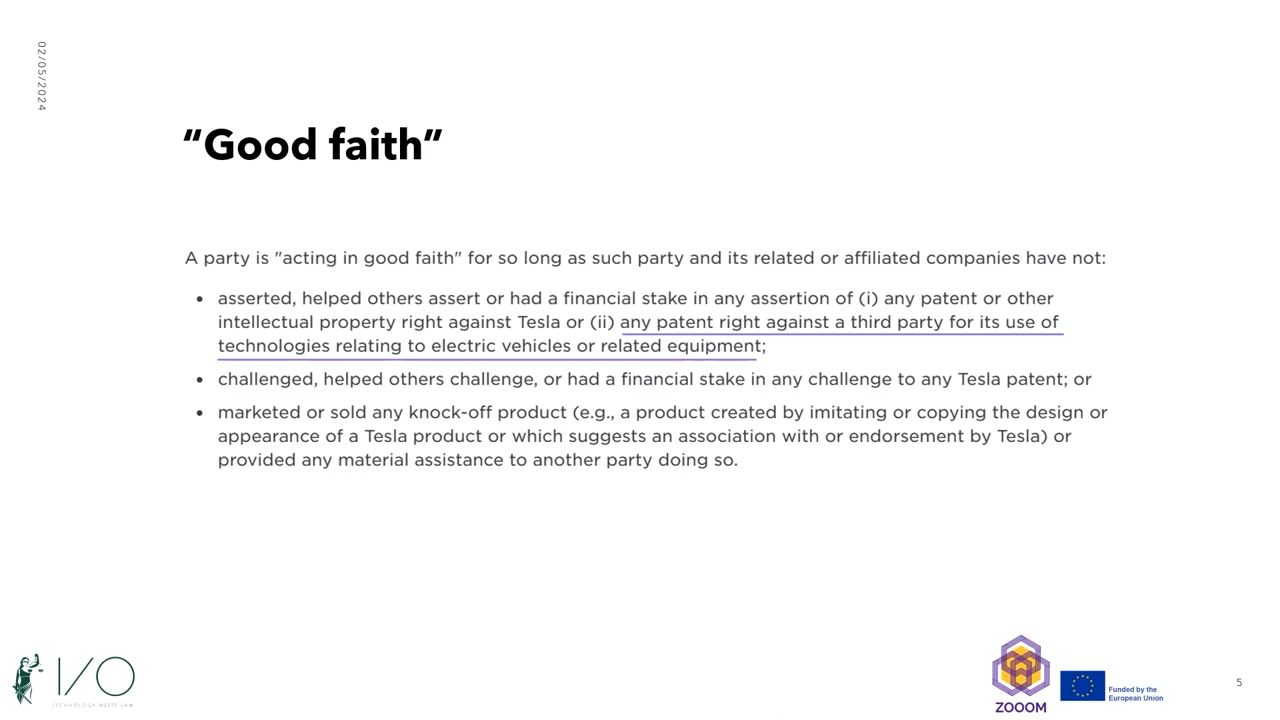 02/05/2024
“Good faith”
A party is "acting in good faith" for so long as such party and its related or affiliated companies have not:
• asserted, helped others assert or had a financial stake in any assertion of (i) any patent or other
intellectual property right against Tesla or (ii) any patent right against a third party for its use of
technologies relating to electric vehicles or related equipment;
• challenged, helped others challenge, or had a financial stake in any challenge to any Tesla patent; or
• marketed or sold any knock-off product (e.g., a product created by imitating or copying the design or
appearance of a Tesla product or which suggests an association with or endorsement by Tesla) or
provided any material assistance to another party doing so.
I/O
TECHNOLOGY MEETS LAW
ZOOOM
Funded by the
European Union
5